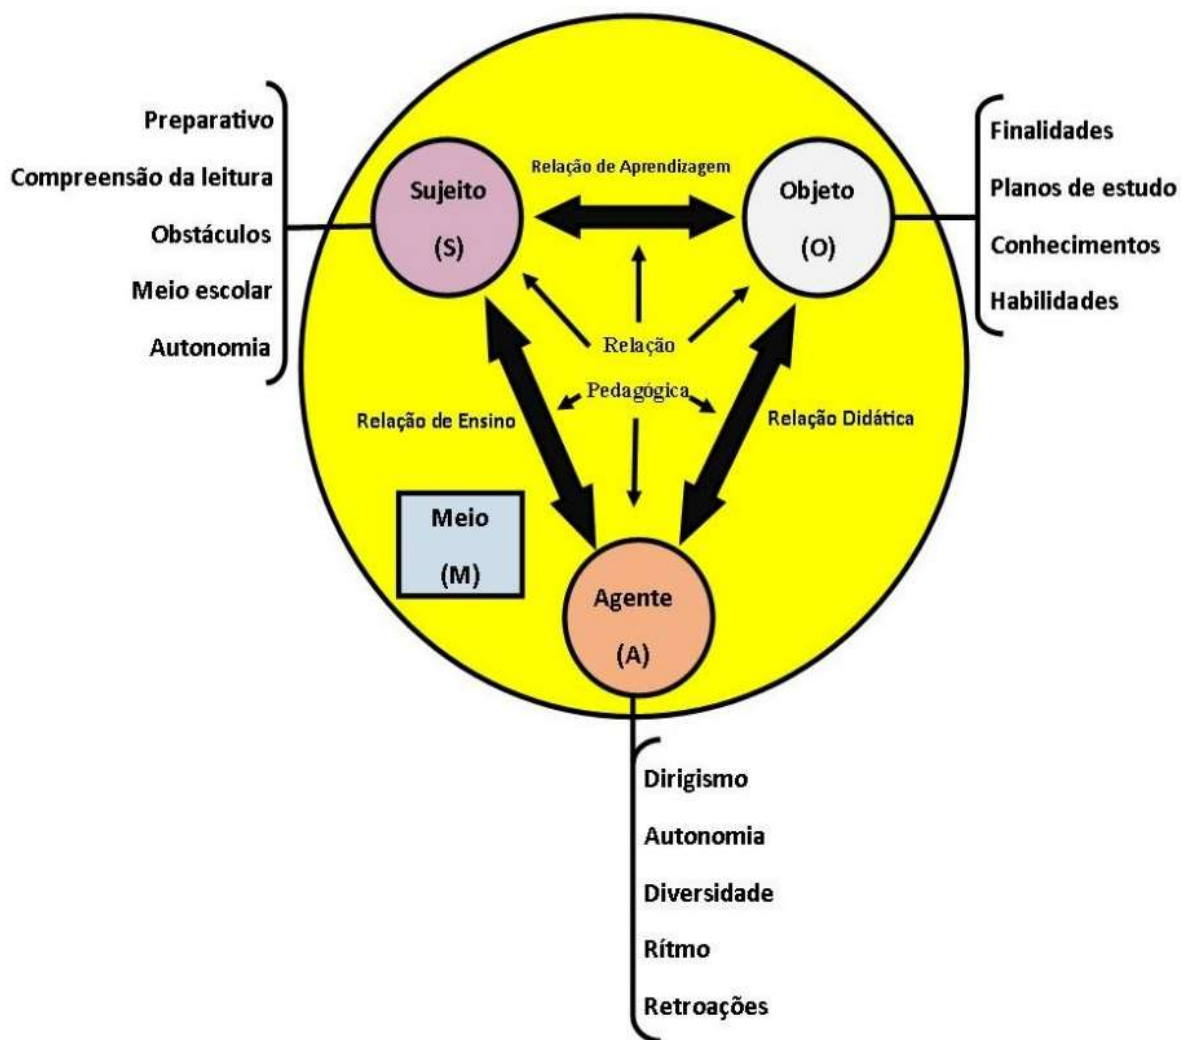 Preparativo
Compreensão da leitura
Obstáculos
Meio escolar
Autonomia
Sujeito
(S)
Relação de Aprendizagem
Objeto
(O)
Finalidades
Planos de estudo
Conhecimentos
Habilidades
Relação
Pedagógica
Relação de Ensino
Relação Didática
Meio
(M)
Agente
(A)
Dirigismo
Autonomia
Diversidade
Rítmo
Retroações